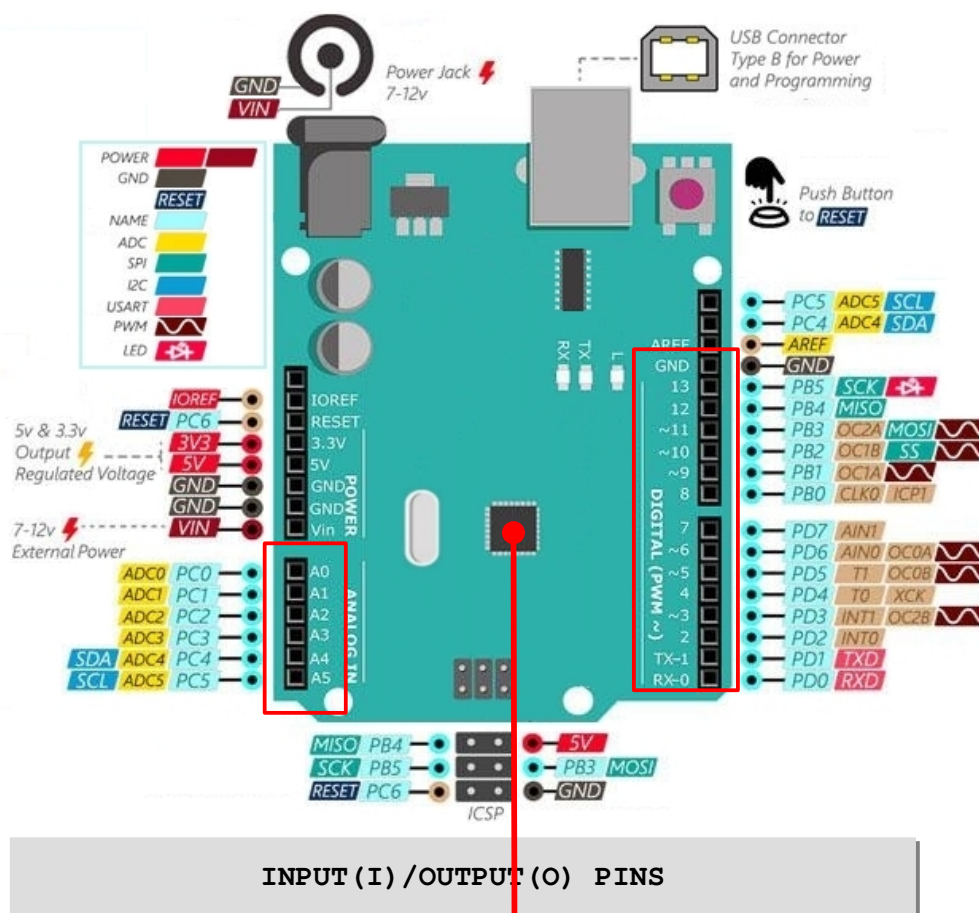 USB Connector
Type B for Power
and Programming
Power Jack
7-12v
GND
VIN
POWER
GND
RESET
NAME
ADC
SPI
I2C
USART
PWM
LED
Push Button
to RESET
RX
TX
L
AREF
GND
13
12
~11
~10
~9
8
7
~6
~5
4
~3
2
TX-1
RX-0
DIGITAL (PWM ~)
PC5 ADC5 SCL
PC4 ADC4 SDA
AREF
GND
PB5 SCK
PB4 MISO
PB3 OC2A MOSI
PB2 OC1B SS
PB1 OC1A
PB0 CLK0 ICP1
PD7 AIN1
PD6 AIN0 OC0A
PD5 T1 OC0B
PD4 T0 XCK
PD3 INT1 OC2B
PD2 INT0
PD1 TXD
PD0 RXD
5v & 3.3v
Output
Regulated Voltage
7-12v
External Power
IOREF
RESET PC6
3V3
5V
GND
GND
VIN
IOREF
RESET
3.3V
5V
GND
GND
Vin
POWER
ADC0 PC0
ADC1 PC1
ADC2 PC2
ADC3 PC3
SDA ADC4 PC4
SCL ADC5 PC5
A0
A1
A2
A3
A4
A5
ANALOG IN
MISO PB4
SCK PB5
RESET PC6
5V
PB3 MOSI
GND
ICSP
INPUT(I)/OUTPUT(O) PINS